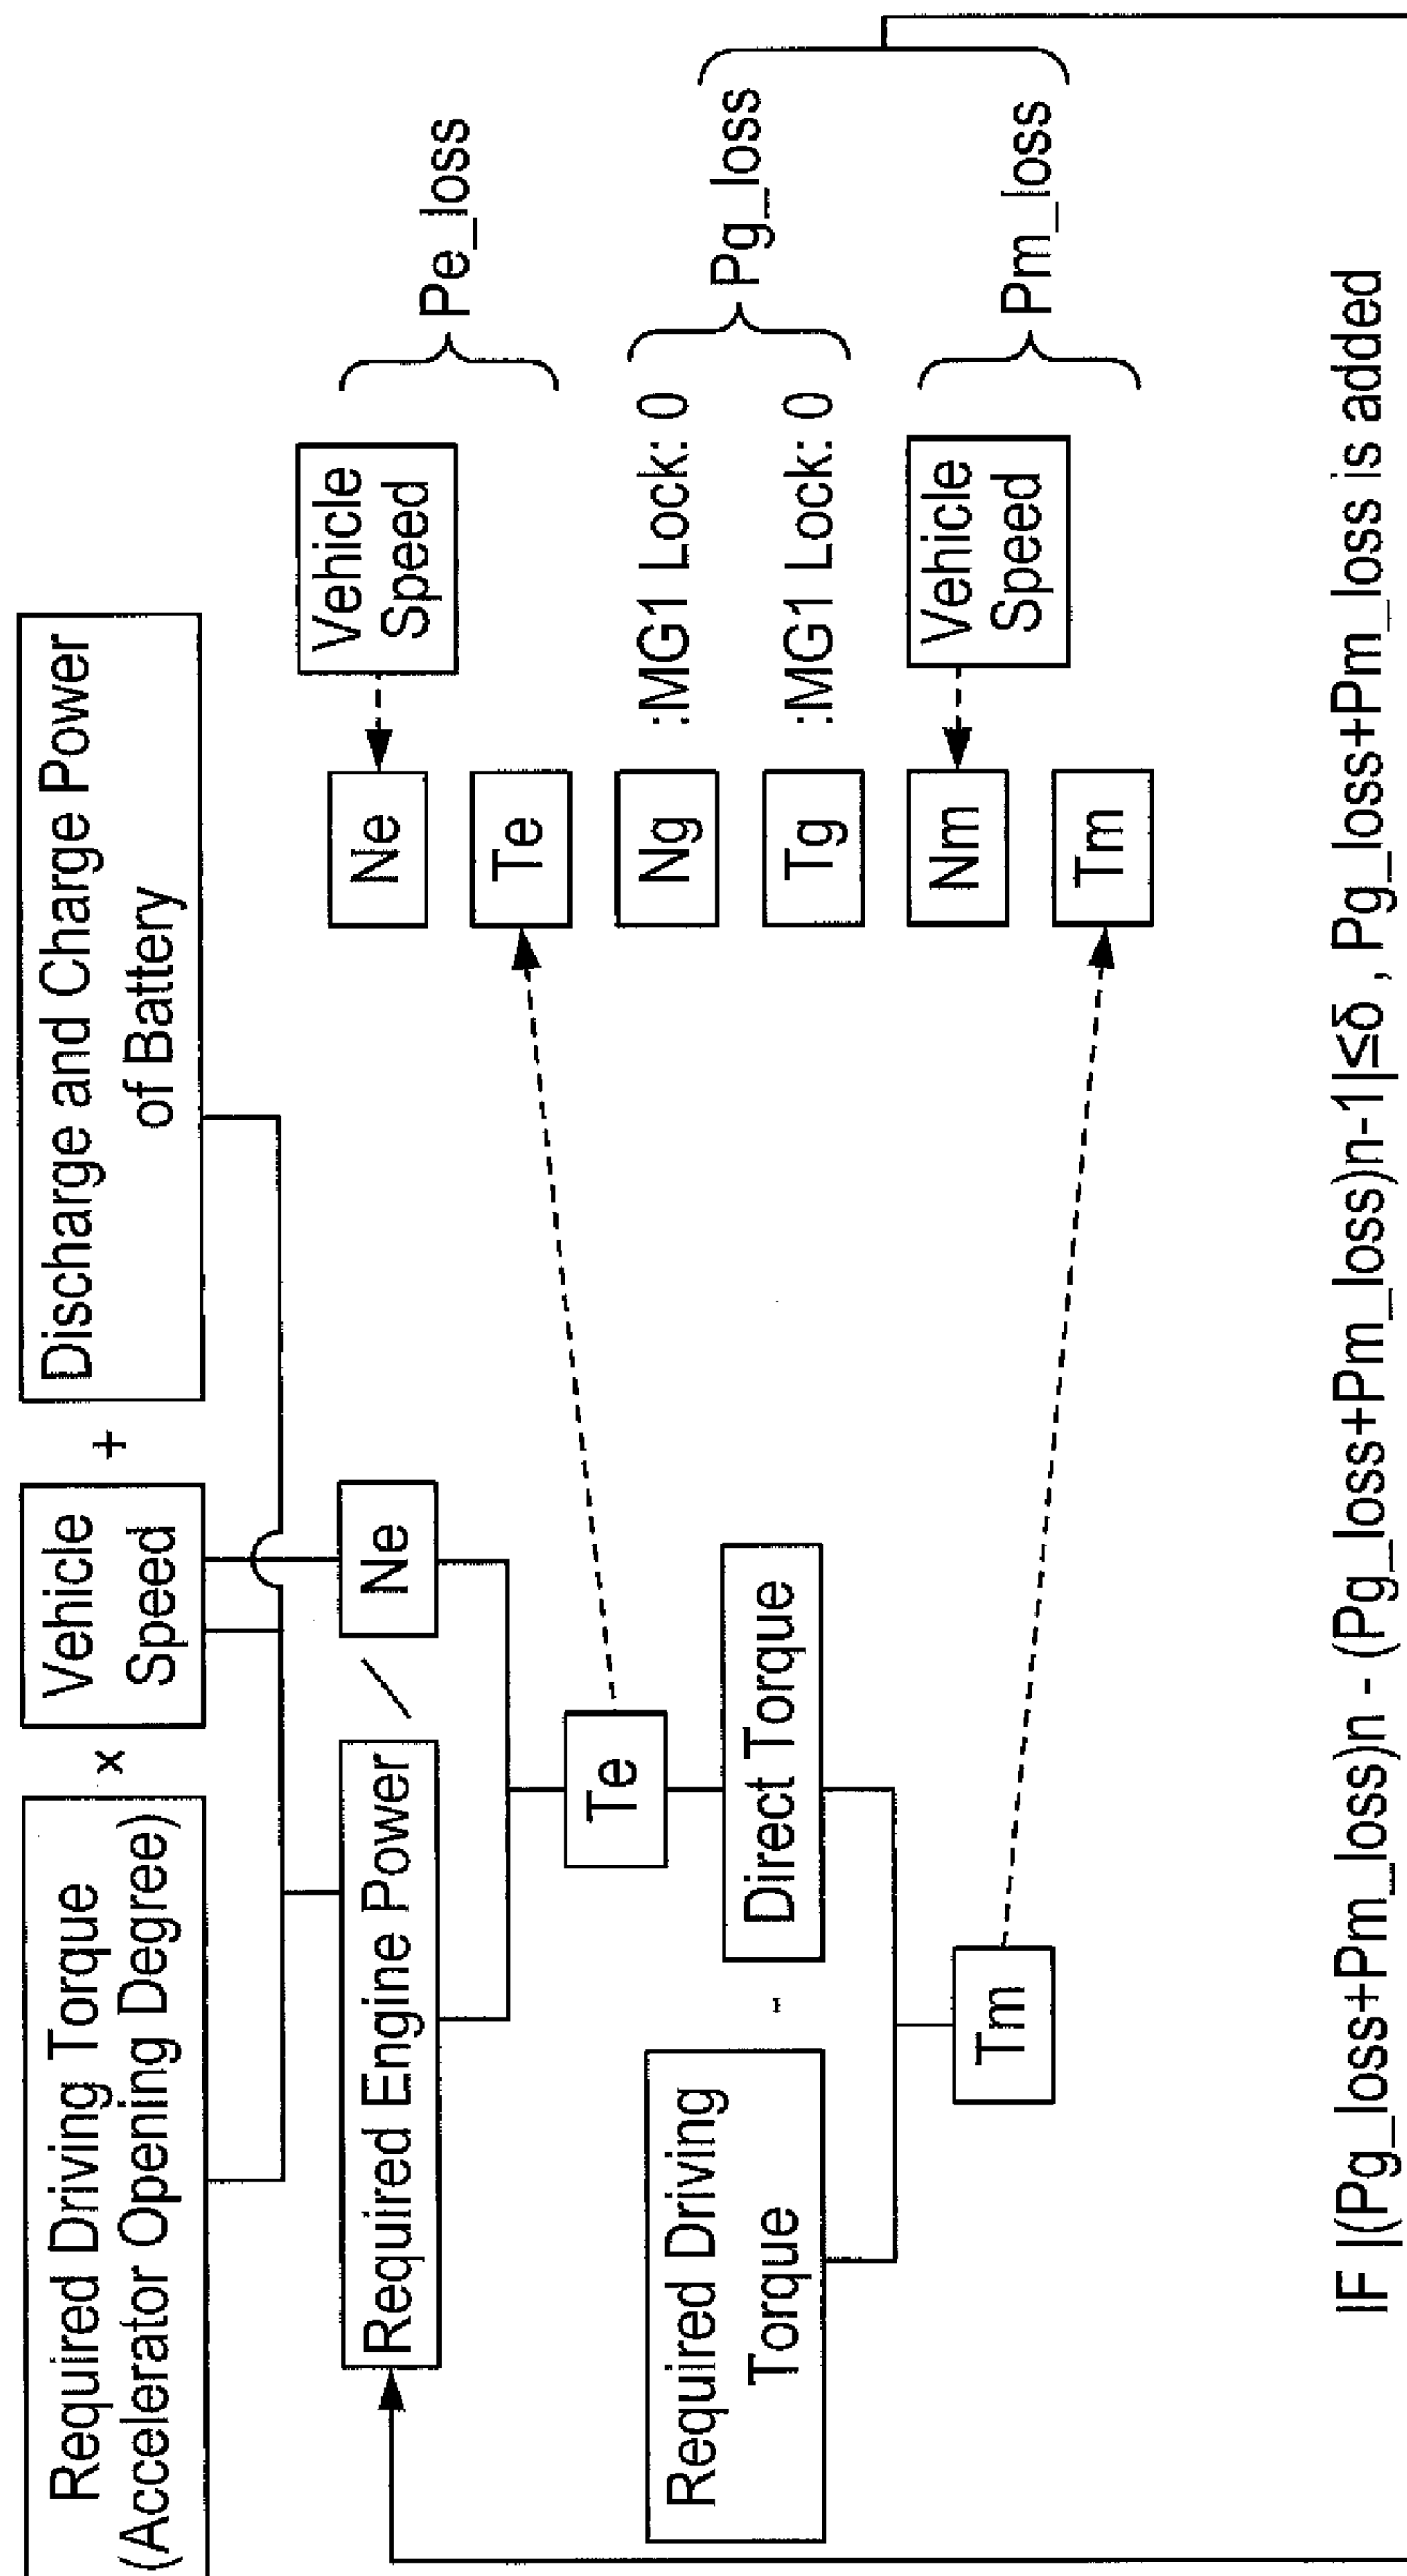 Required Driving Torque
(Accelerator Opening Degree)
x
Vehicle
Speed
+
Discharge and Charge Power
of Battery
Required Engine Power
/
Ne
Te
Required Driving
Torque
-
Direct Torque
Tm
Ne
Vehicle
Speed
Te
Pe_loss
Ng
:MG1 Lock: 0
Tg
:MG1 Lock: 0
Pg_loss
Nm
Vehicle
Speed
Tm
Pm_loss
IF |(Pg_loss+Pm_loss)n - (Pg_loss+Pm_loss)n-1|≤δ , Pg_loss+Pm_loss is added